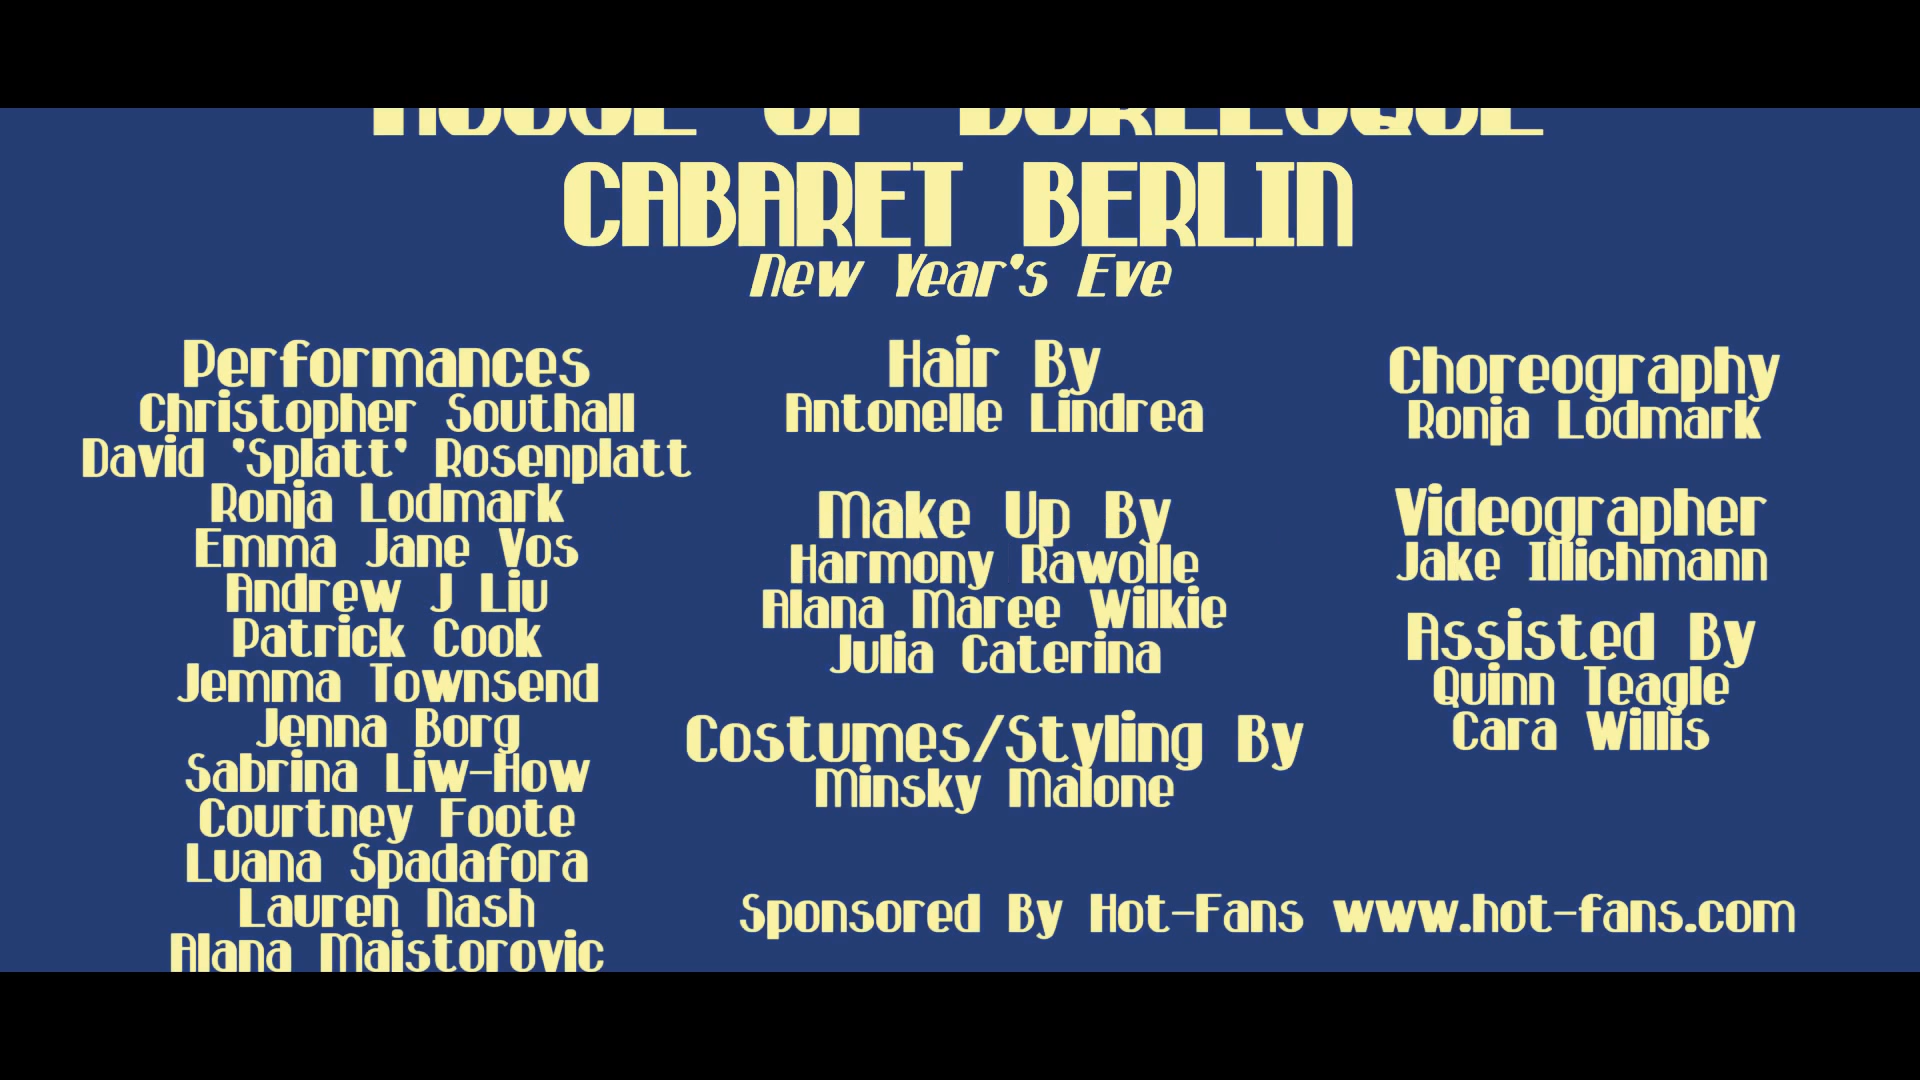 HOUSE OF BURLESQUE
CABARET BERLIN
New Year's Eve
Performances
Christopher Southall
David 'Splatt' Rosenplatt
Ronja Lodmark
Emma Jane Vos
Andrew J Liu
Patrick Cook
Jemma Townsend
Jenna Borg
Sabrina Liw-How
Courtney Foote
Luana Spadafora
Lauren Nash
Alana Maistorovic
Hair By
Antonelle Lindrea
Make Up By
Harmony Rawolle
Alana Maree Wilkie
Julia Caterina
Costumes/Styling By
Minsky Malone
Choreography
Ronja Lodmark
Videographer
Jake Illichmann
Assisted By
Quinn Teagle
Cara Willis
Sponsored By Hot-Fans www.hot-fans.com